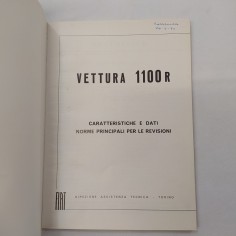 VETTURA 1100 R
CARATTERISTICHE E DATI
NORME PRINCIPALI PER LE REVISIONI
FIAT
DIREZIONE ASSISTENZA TECNICA - TORINO